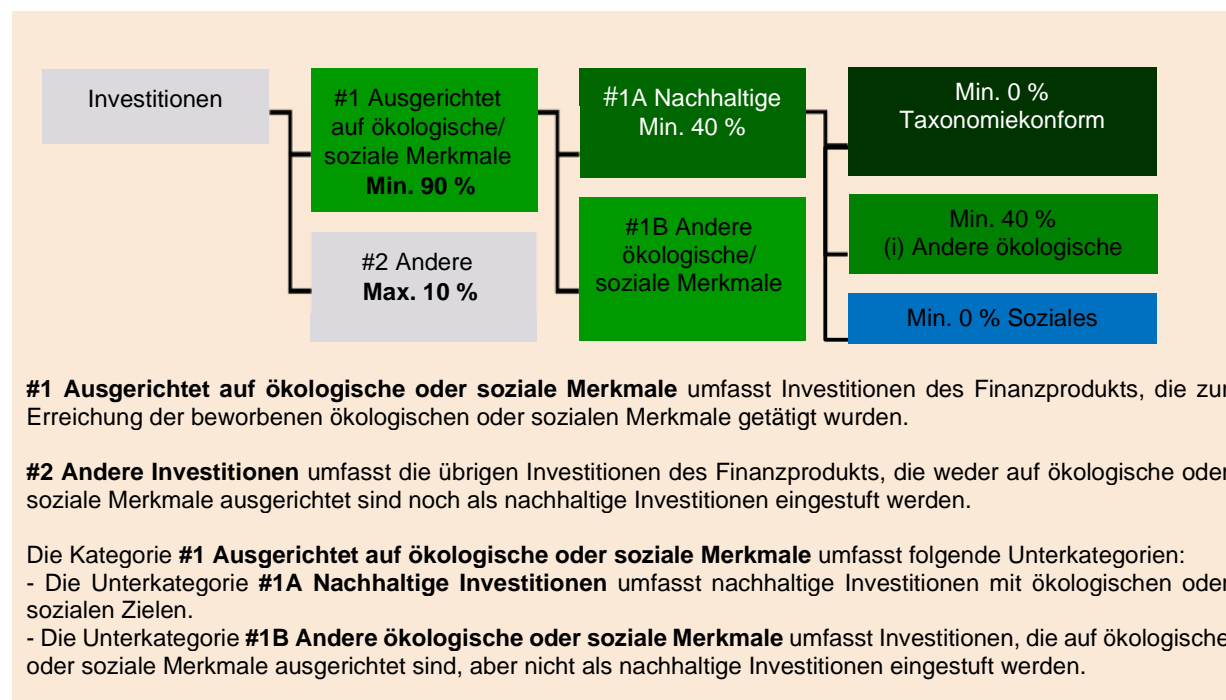 Investitionen
#1 Ausgerichtet
auf ökologische/
soziale Merkmale
Min. 90 %
#2 Andere
Max. 10 %
#1A Nachhaltige
Min. 40 %
#1B Andere
ökologische/
soziale Merkmale
Min. 0 %
Taxonomiekonform
Min. 40 %
(i) Andere ökologische
Min. 0 % Soziales
#1 Ausgerichtet auf ökologische oder soziale Merkmale umfasst Investitionen des Finanzprodukts, die zur
Erreichung der beworbenen ökologischen oder sozialen Merkmale getätigt wurden.
#2 Andere Investitionen umfasst die übrigen Investitionen des Finanzprodukts, die weder auf ökologische oder
soziale Merkmale ausgerichtet sind noch als nachhaltige Investitionen eingestuft werden.
Die Kategorie #1 Ausgerichtet auf ökologische oder soziale Merkmale umfasst folgende Unterkategorien:
- Die Unterkategorie #1A Nachhaltige Investitionen umfasst nachhaltige Investitionen mit ökologischen oder
sozialen Zielen.
- Die Unterkategorie #1B Andere ökologische oder soziale Merkmale umfasst Investitionen, die auf ökologische
oder soziale Merkmale ausgerichtet sind, aber nicht als nachhaltige Investitionen eingestuft werden.